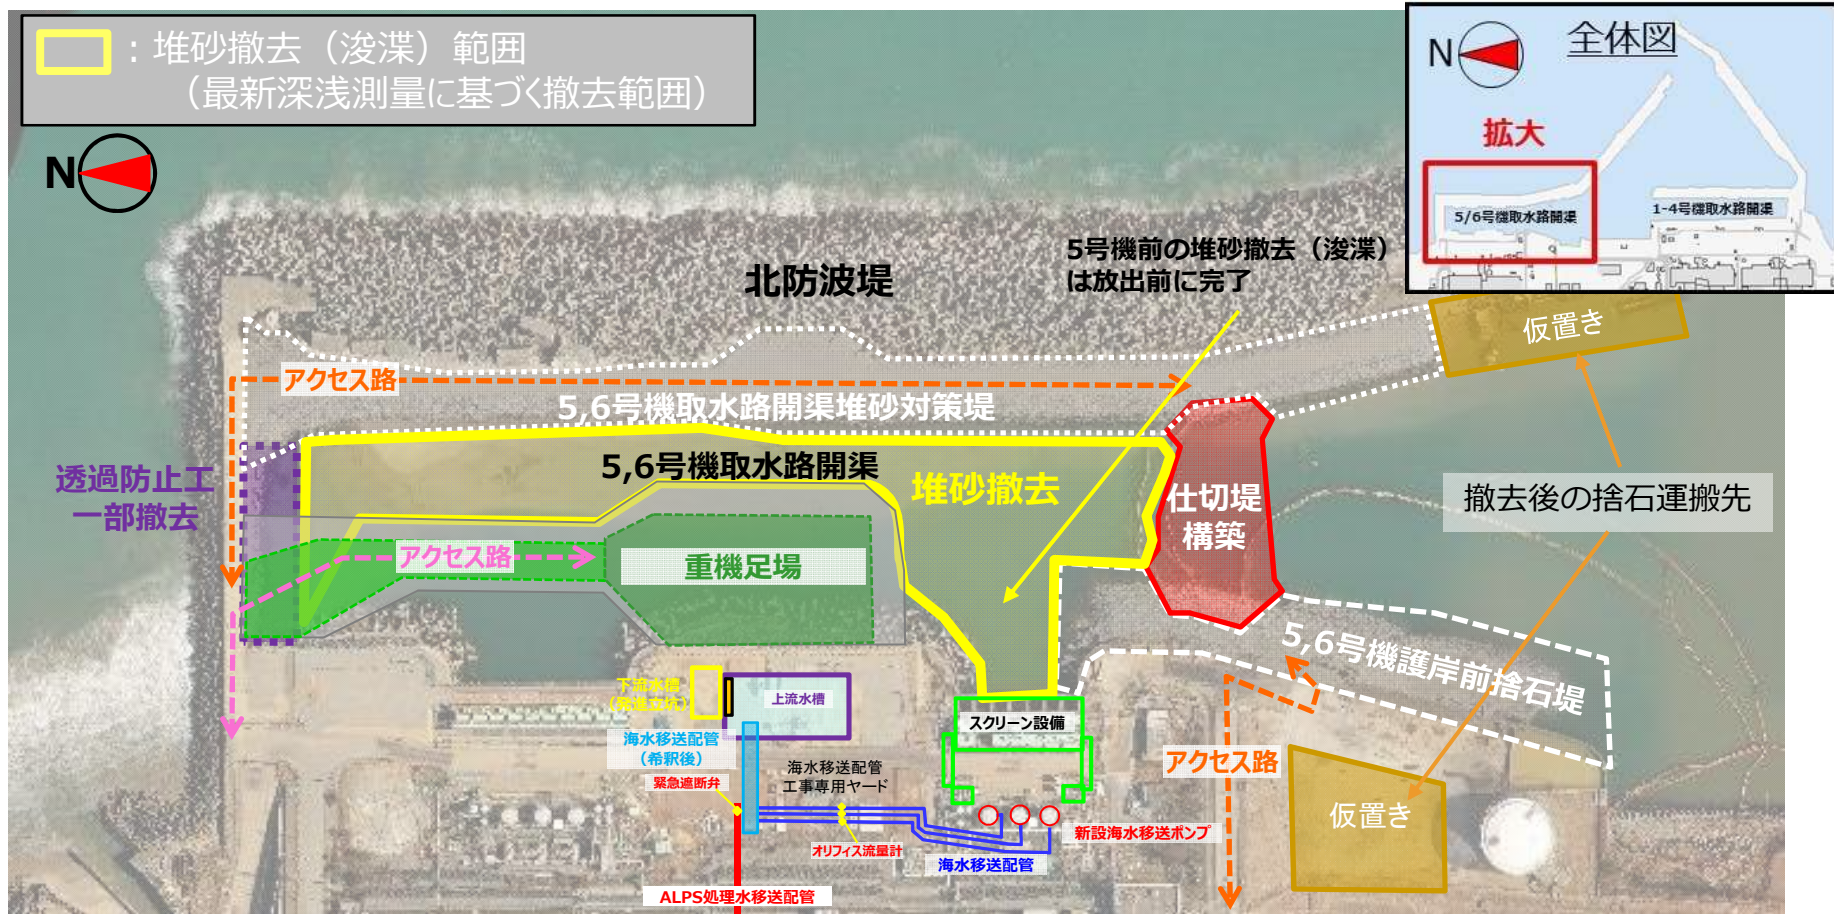 ：堆砂撤去（浚渫）範囲
（最新深浅測量に基づく撤去範囲）
N
N
全体図
拡大
5/6号機取水路開渠
1-4号機取水路開渠
5号機前の堆砂撤去（浚渫）
は放出前に完了
北防波堤
仮置き
アクセス路
5,6号機取水路開渠堆砂対策堤
5,6号機取水路開渠
堆砂撤去
透過防止工
一部撤去
仕切堤
構築
撤去後の捨石運搬先
アクセス路
重機足場
5,6号機護岸前捨石堤
下流水槽
（発進立坑）
上流水槽
スクリーン設備
海水移送配管
（希釈後）
緊急遮断弁
海水移送配管
工事専用ヤード
アクセス路
仮置き
新設海水移送ポンプ
オリフィス流量計
海水移送配管
ALPS処理水移送配管